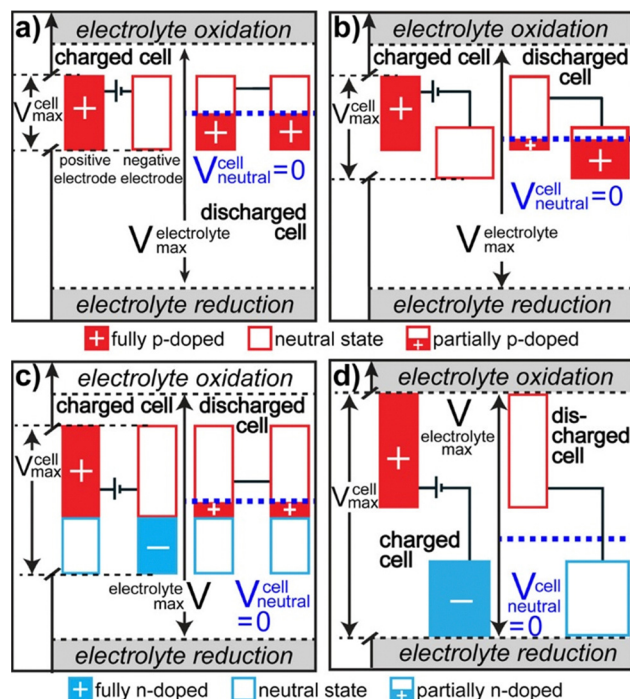 a)
electrolyte oxidation
charged cell
V cell max
+
+
+
positive electrode
negative electrode
V cell neutral = 0
discharged cell
V electrolyte max
electrolyte reduction
b)
electrolyte oxidation
charged cell
discharged cell
V cell max
+
+
+
V cell neutral = 0
V electrolyte max
electrolyte reduction
+ fully p-doped
neutral state
+ partially p-doped
c)
electrolyte oxidation
charged cell
discharged cell
V cell max
+
−
+
+
electrolyte max V
V cell neutral = 0
electrolyte reduction
d)
electrolyte oxidation
V electrolyte max
dis-
charged
cell
V cell max
+
charged
cell
−
V cell neutral = 0
electrolyte reduction
+ fully n-doped
neutral state
+ partially n-doped